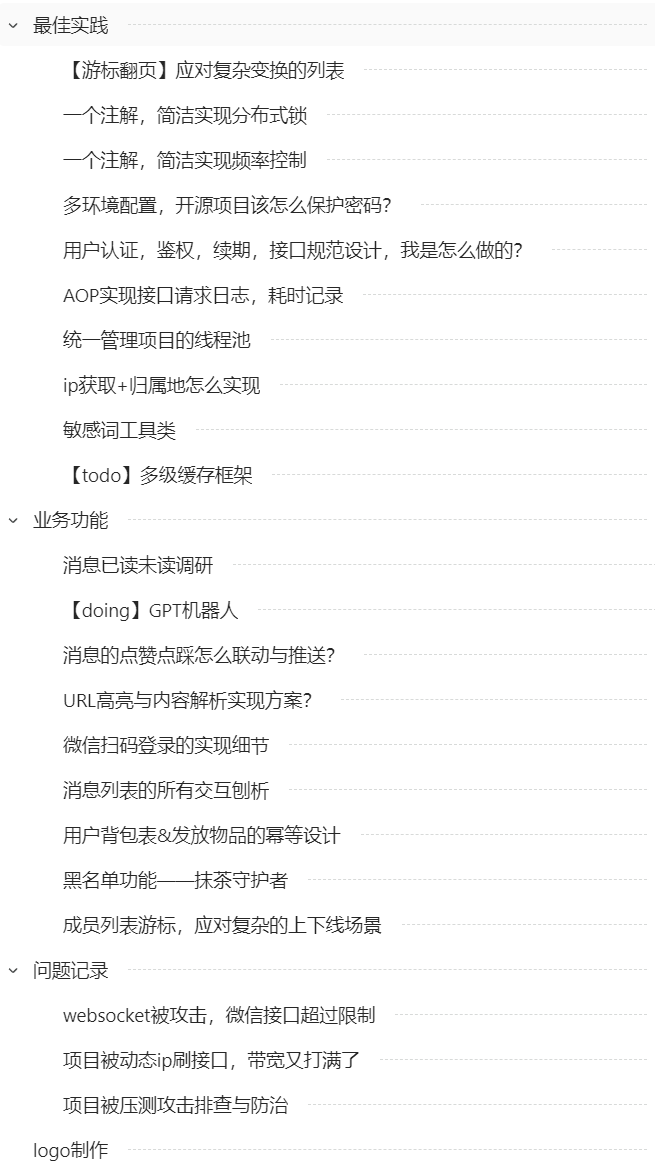 最佳实践
【游标翻页】应对复杂变换的列表
一个注解，简洁实现分布式锁
一个注解，简洁实现频率控制
多环境配置，开源项目该怎么保护密码？
用户认证，鉴权，续期，接口规范设计，我是怎么做的？
AOP实现接口请求日志，耗时记录
统一管理项目的线程池
ip获取+归属地怎么实现
敏感词工具类
【todo】多级缓存框架
业务功能
消息已读未读调研
【doing】GPT机器人
消息的点赞点踩怎么联动与推送？
URL高亮与内容解析实现方案？
微信扫码登录的实现细节
消息列表的所有交互刨析
用户背包表&发放物品的幂等设计
黑名单功能——抹茶守护者
成员列表游标，应对复杂的上下线场景
问题记录
websocket被攻击，微信接口超过限制
项目被动态ip刷接口，带宽又打满了
项目被压测攻击排查与防治
logo制作